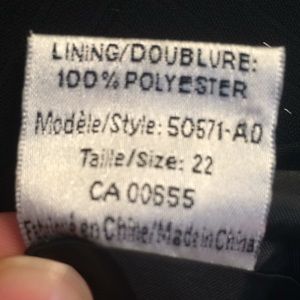 LINING/DOUBLURE:
100% POLYESTER
Modèle/Style: 50571-A0
Taille/Size: 22
CA 00655
Fabriqué en Chine/Made in China